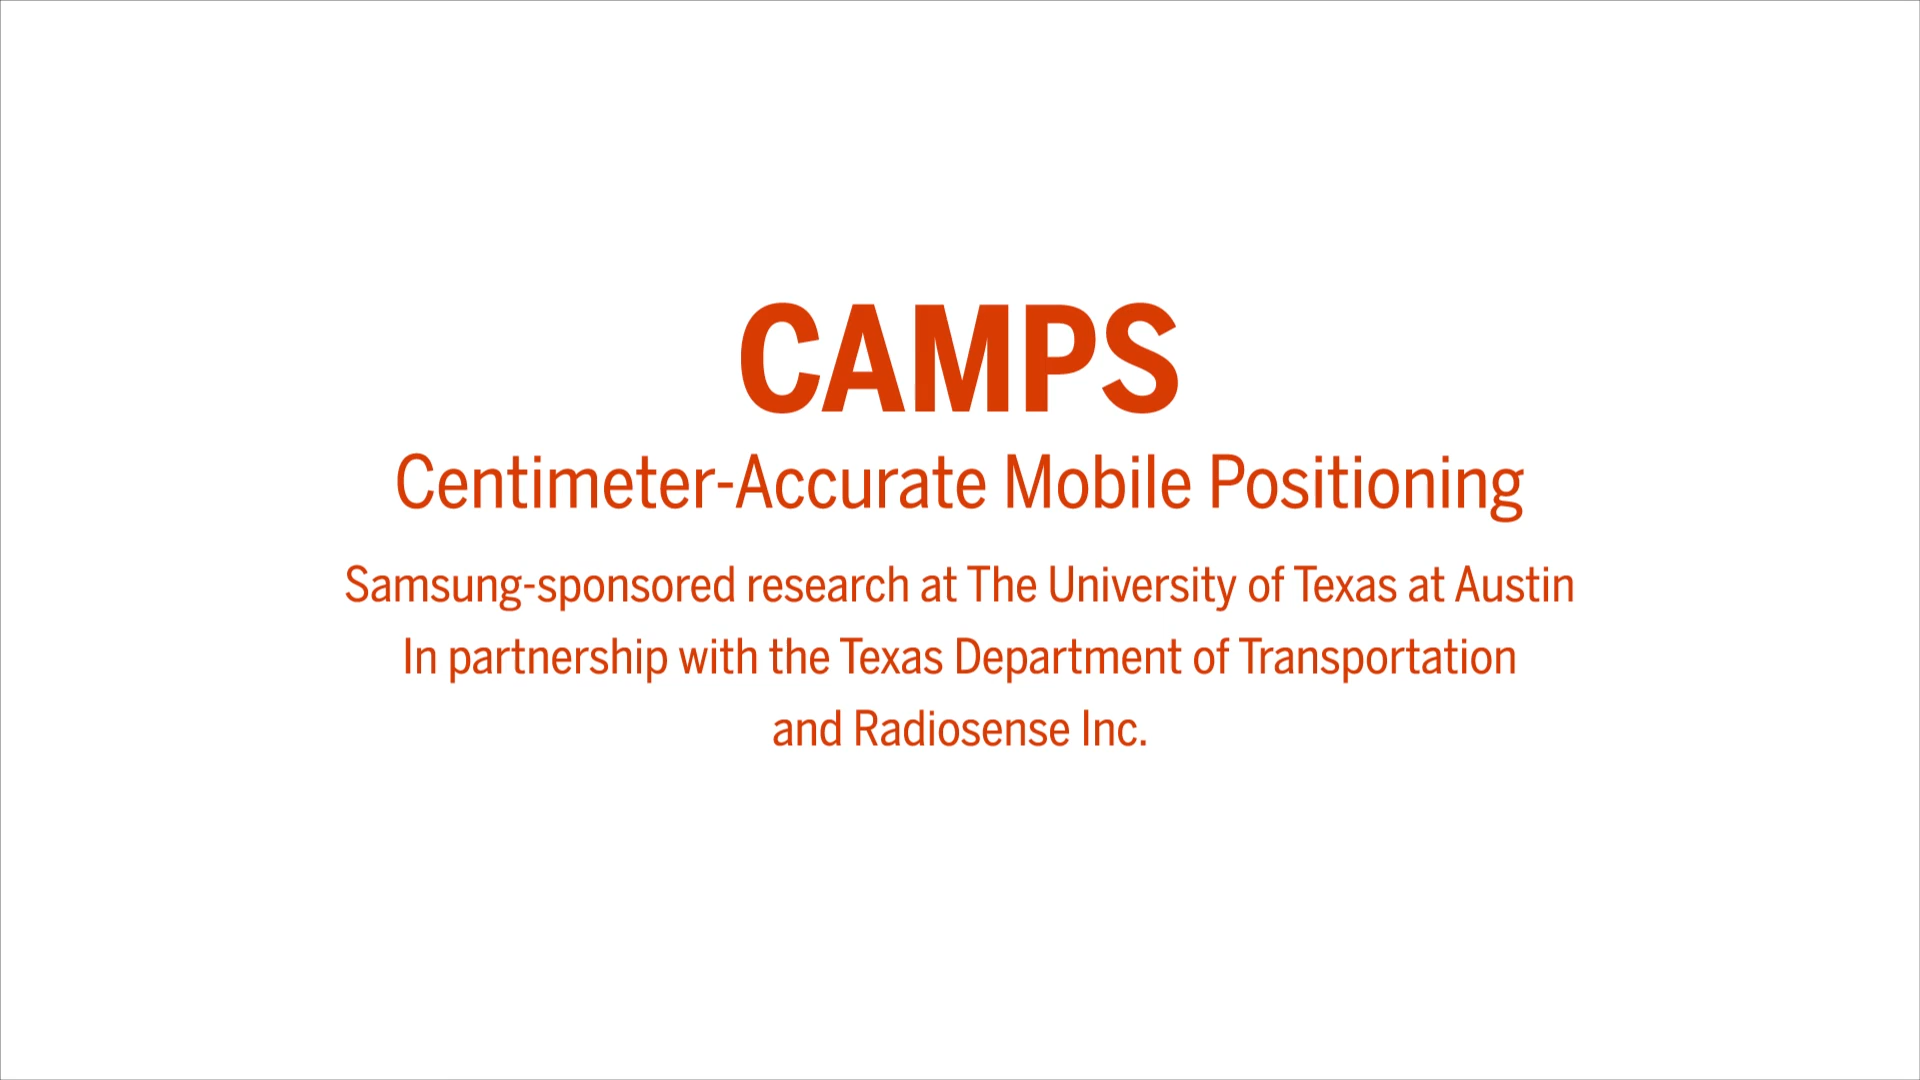 CAMPS
Centimeter-Accurate Mobile Positioning
Samsung-sponsored research at The University of Texas at Austin
In partnership with the Texas Department of Transportation
and Radiosense Inc.